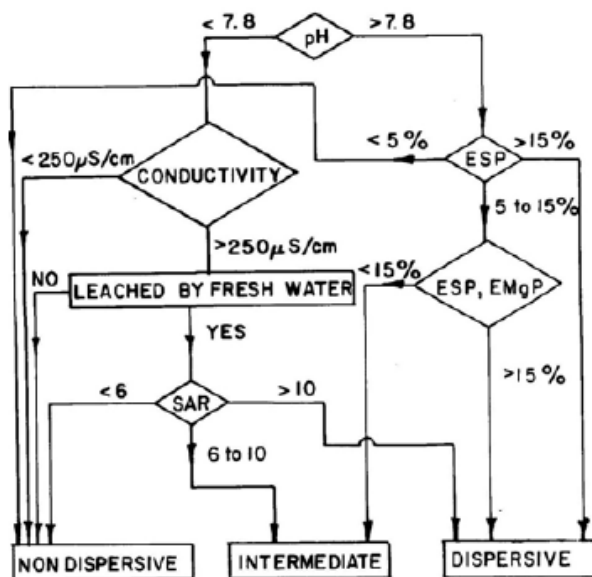 < 7.8
pH
>7.8
<250μS/cm
CONDUCTIVITY
<5%
ESP
>15%
5 to 15%
>250μS/cm
NO
LEACHED BY FRESH WATER
<15%
ESP, EMgP
YES
>15%
<6
SAR
>10
6 to 10
NON DISPERSIVE
INTERMEDIATE
DISPERSIVE